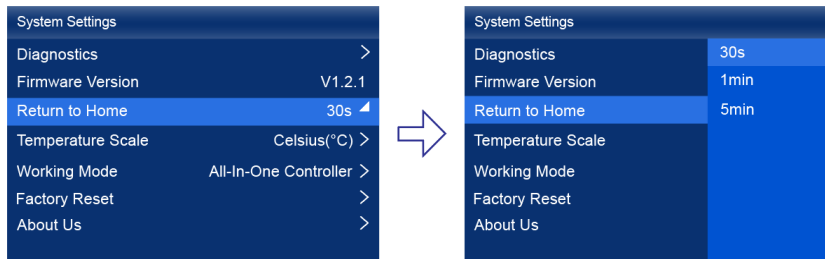 System Settings
Diagnostics >
Firmware Version V1.2.1
Return to Home 30s
Temperature Scale Celsius(°C) >
Working Mode All-In-One Controller >
Factory Reset >
About Us >
System Settings
Diagnostics 30s
Firmware Version 1min
Return to Home 5min
Temperature Scale
Working Mode
Factory Reset
About Us